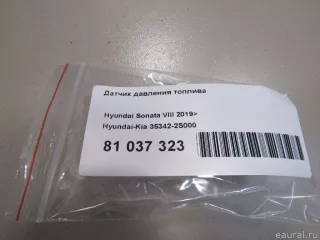 Датчик давления топлива
Hyundai Sonata VIII 2019>
Hyundai-Kia 35342-2S000
81 037 323
eaural.ru